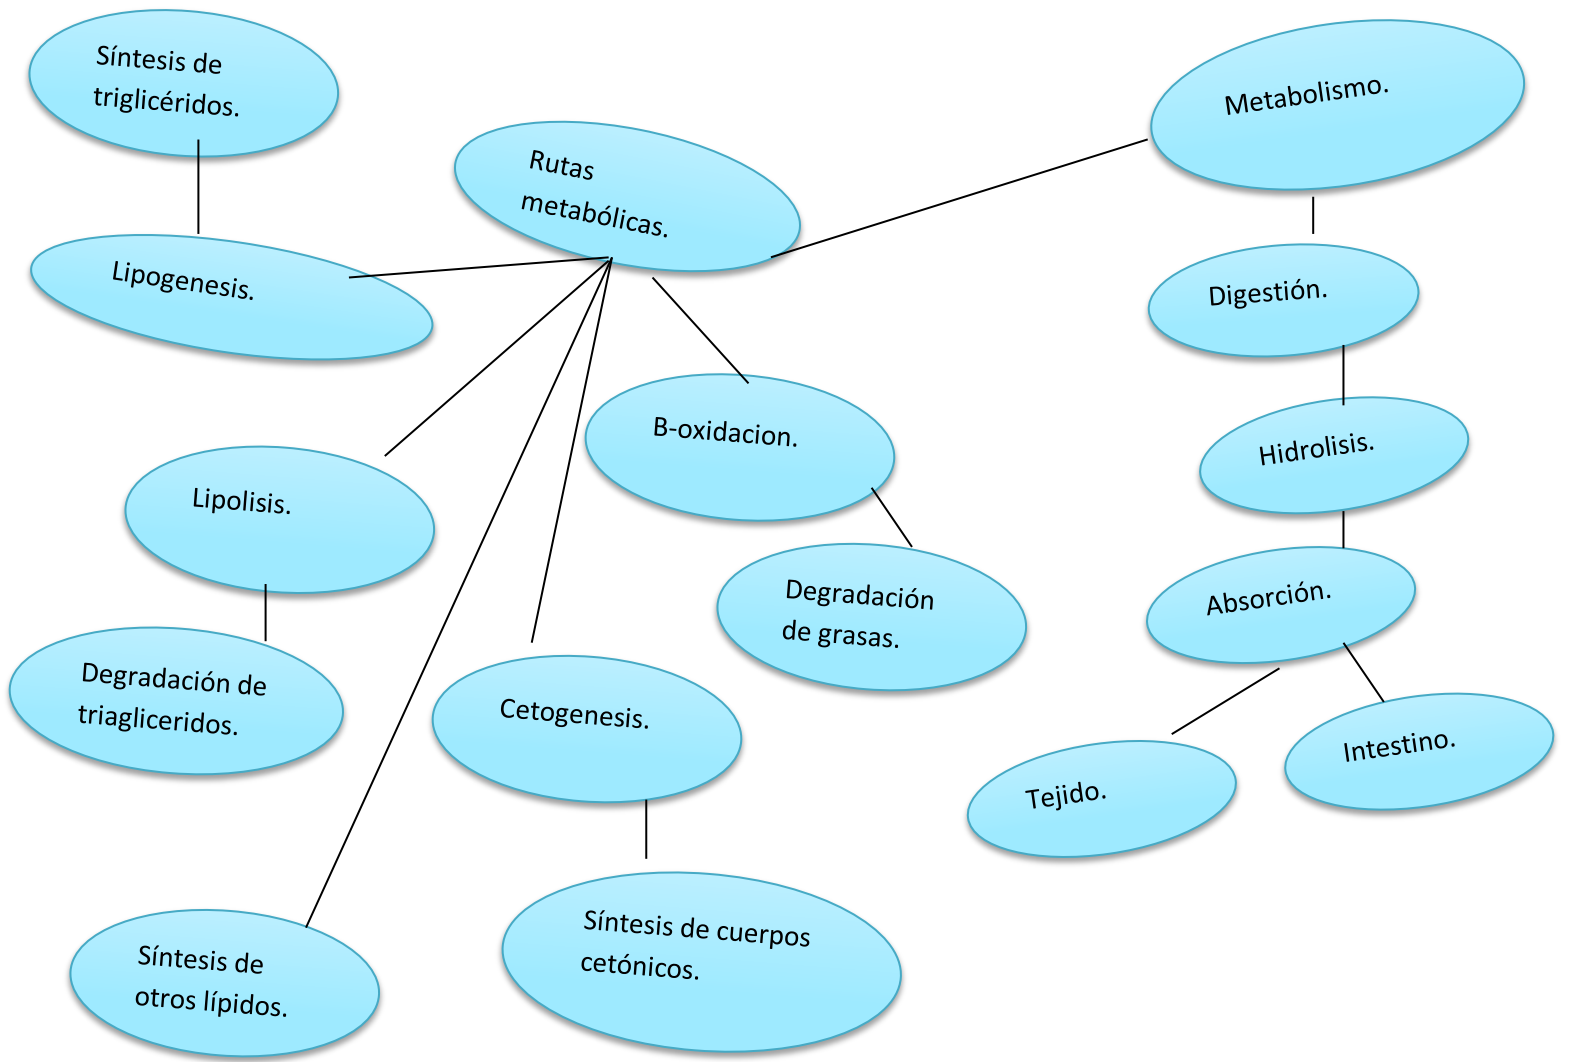 Síntesis de
triglicéridos.
Metabolismo.
Rutas
metabólicas.
Lipogenesis.
Digestión.
B-oxidacion.
Hidrolisis.
Lipolisis.
Degradación
de grasas.
Absorción.
Degradación de
triagliceridos.
Cetogenesis.
Intestino.
Tejido.
Síntesis de cuerpos
cetónicos.
Síntesis de
otros lípidos.